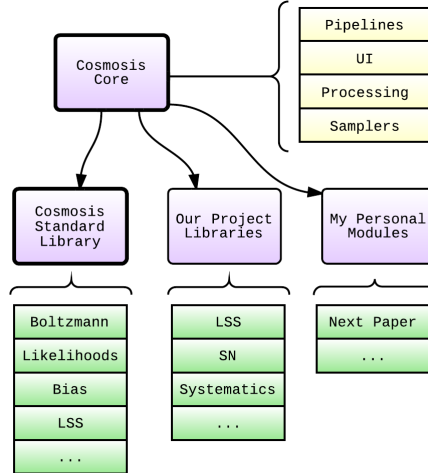 Pipelines
UI
Processing
Samplers
Cosmosis
Core
Cosmosis
Standard
Library
Our Project
Libraries
My Personal
Modules
Boltzmann
Likelihoods
Bias
LSS
...
LSS
SN
Systematics
...
Next Paper
...